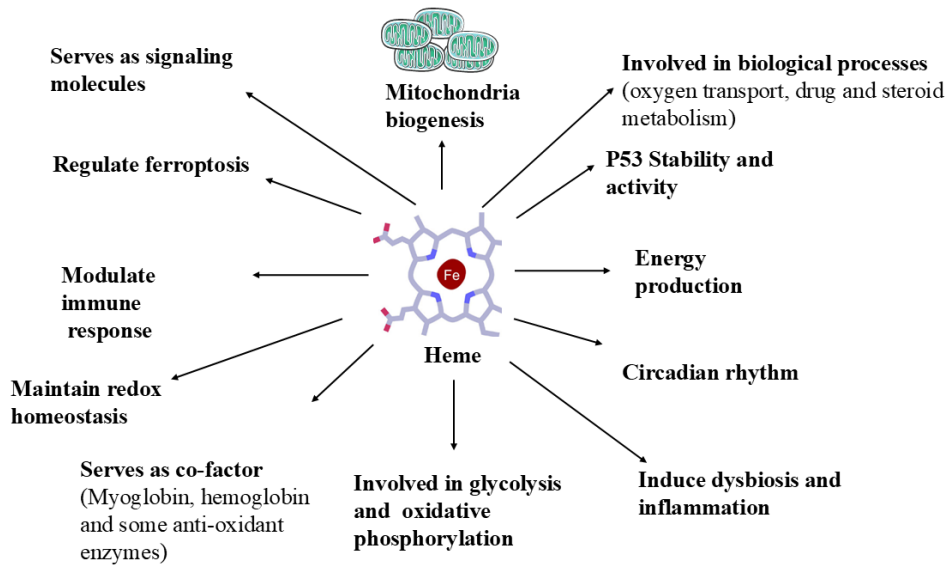 Serves as signaling
molecules
Mitochondria
biogenesis
Involved in biological processes
(oxygen transport, drug and steroid
metabolism)
Regulate ferroptosis
P53 Stability and
activity
Modulate
immune
response
Fe
Energy
production
Heme
Circadian rhythm
Maintain redox
homeostasis
Serves as co-factor
(Myoglobin, hemoglobin
and some anti-oxidant
enzymes)
Involved in glycolysis
and oxidative
phosphorylation
Induce dysbiosis and
inflammation